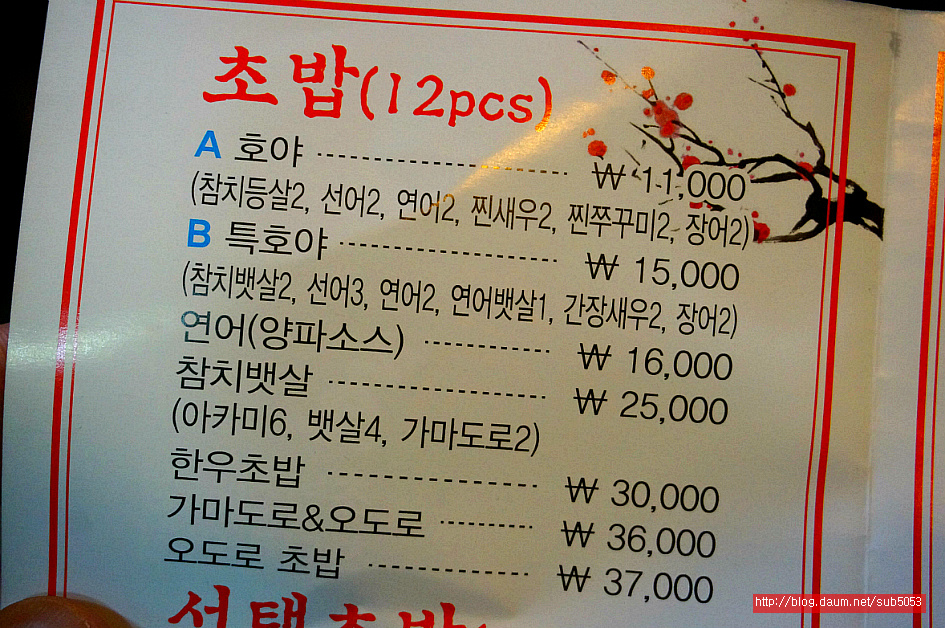 초밥(12pcs)
A 호야 ₩ 11,000
(참치등살2, 선어2, 연어2, 찐새우2, 찐쭈꾸미2, 장어2)
B 특호야 ₩ 15,000
(참치뱃살2, 선어3, 연어2, 연어뱃살1, 간장새우2, 장어2)
연어(양파소스) ₩ 16,000
참치뱃살 ₩ 25,000
(아카미6, 뱃살4, 가마도로2)
한우초밥 ₩ 30,000
가마도로&오도로 ₩ 36,000
오도로 초밥 ₩ 37,000
선택초밥(
http://blog.daum.net/sub5053